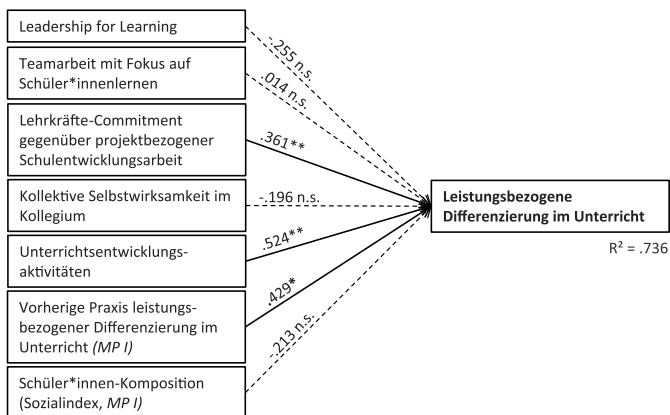 Leadership for Learning
Teamarbeit mit Fokus auf
Schüler*innenlernen
Lehrkräfte-Commitment
gegenüber projektbezogener
Schulentwicklungsarbeit
Kollektive Selbstwirksamkeit im
Kollegium
Unterrichtsentwicklungs-
aktivitäten
Vorherige Praxis leistungs-
bezogener Differenzierung im
Unterricht (MP I)
Schüler*innen-Komposition
(Sozialindex, MP I)
-.255 n.s.
.014 n.s.
.361**
-.196 n.s.
.524**
.429*
-.213 n.s.
Leistungsbezogene
Differenzierung im Unterricht
R² = .736